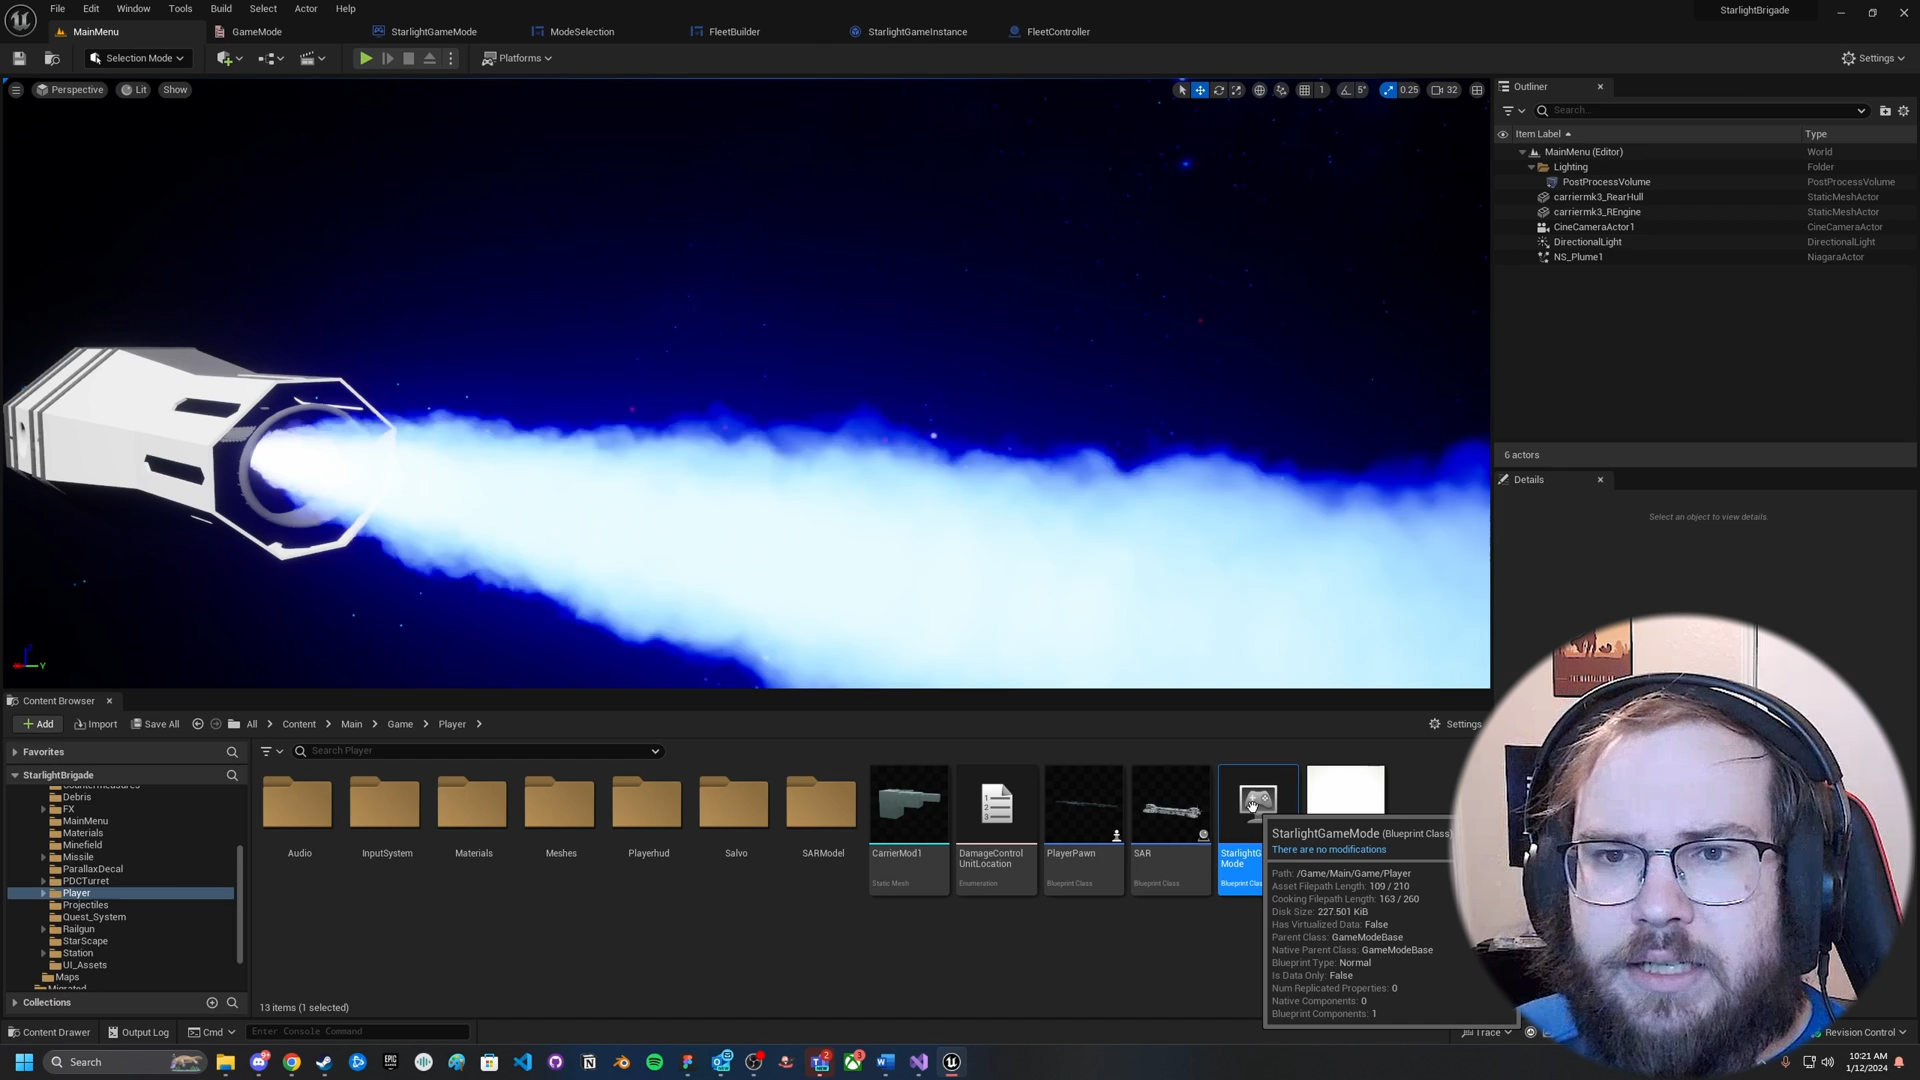 File Edit Window Tools Build Select Actor Help
StarlightBrigade
MainMenu GameMode StarlightGameMode ModeSelection FleetBuilder StarlightGameInstance FleetController
Selection Mode Platforms Settings
Perspective Lit Show 1 5° 0.25 32
Outliner
Search...
Item Label Type
MainMenu (Editor) World
Lighting Folder
PostProcessVolume PostProcessVolume
carriermk3_RearHull StaticMeshActor
carriermk3_REngine StaticMeshActor
CineCameraActor1 CineCameraActor
DirectionalLight DirectionalLight
NS_Plume1 NiagaraActor
6 actors
Details
Select an object to view details.
Y
Content Browser
Add Import Save All All Content Main Game Player Settings
Favorites
Search Player
StarlightBrigade
Debris
FX
MainMenu
Materials
Minefield
Missile
ParallaxDecal
PDCTurret
Player
Projectiles
Quest_System
Railgun
StarScape
Station
UI_Assets
Maps
Migrated
Collections
Audio InputSystem Materials Meshes Playerhud Salvo SARModel
CarrierMod1
Static Mesh
DamageControl
UnitLocation
Enumeration
PlayerPawn
Blueprint Class
SAR
Blueprint Class
StarlightG
Mode
Blueprint Clas
StarlightGameMode (Blueprint Class)
There are no modifications
Path: /Game/Main/Game/Player
Asset Filepath Length: 109 / 210
Cooking Filepath Length: 163 / 260
Disk Size: 227.501 KiB
Has Virtualized Data: False
Parent Class: GameModeBase
Native Parent Class: GameModeBase
Blueprint Type: Normal
Is Data Only: False
Num Replicated Properties: 0
Native Components: 0
Blueprint Components: 1
13 items (1 selected)
Content Drawer Output Log Cmd Enter Console Command Trace Revision Control
Search
10:21 AM
1/12/2024